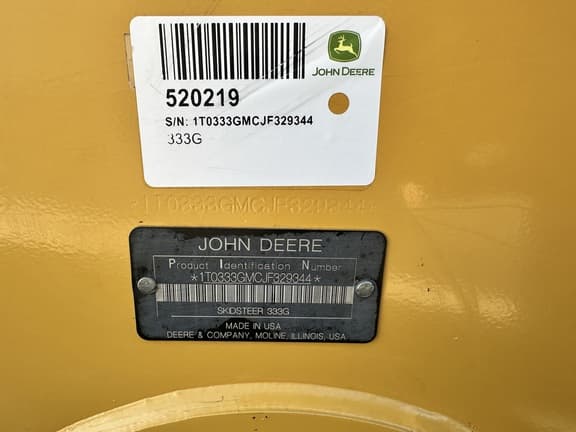 JOHN DEERE
520219
S/N: 1T0333GMCJF329344
333G
*1T0333GMCJF329344*
JOHN DEERE
Product Identification Number
*1T0333GMCJF329344*
SKIDSTEER 333G
MADE IN USA
DEERE & COMPANY, MOLINE, ILLINOIS, USA